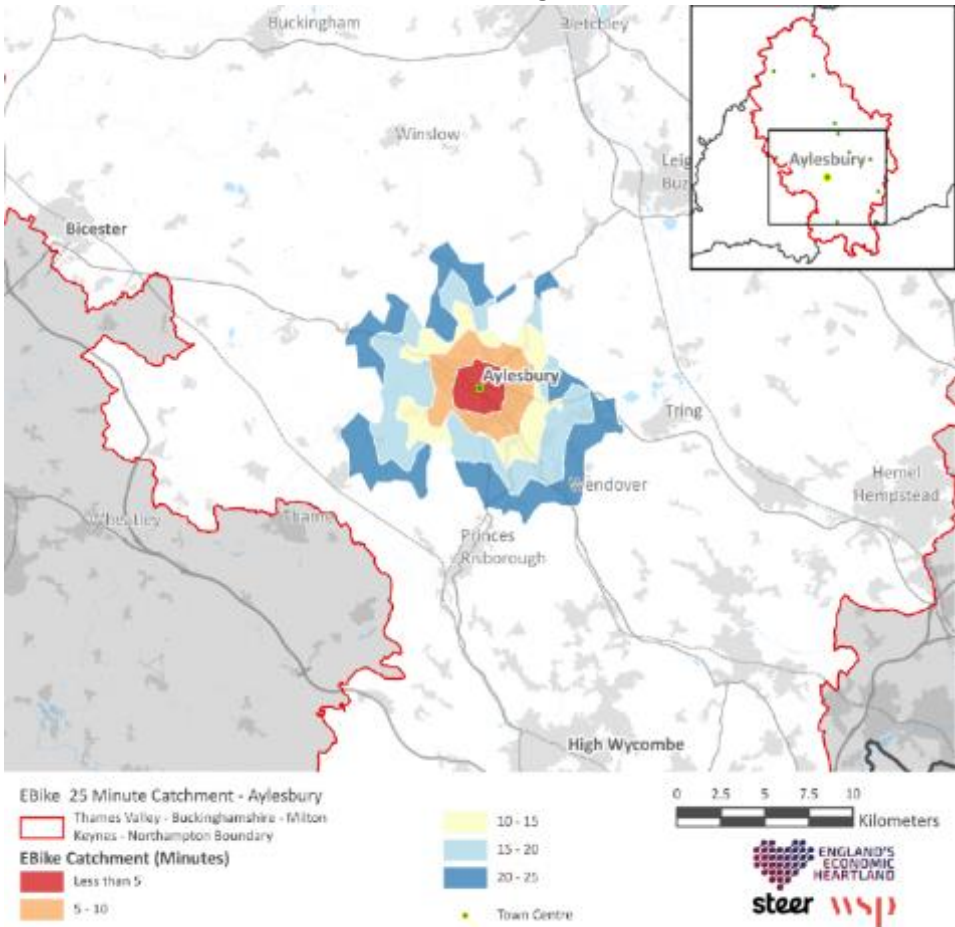 Buckingham
Bletchley
Winslow
Leig
Buz
Aylesbury
Bicester
Aylesbury
Tring
Hemel
Hempstead
Wendover
Wheatley
Thame
Princes
Risborough
High Wycombe
EBike 25 Minute Catchment - Aylesbury
Thames Valley - Buckinghamshire - Milton
Keynes - Northampton Boundary
EBike Catchment (Minutes)
Less than 5
5 - 10
10 - 15
15 - 20
20 - 25
Town Centre
0 2.5 5 7.5 10
Kilometers
ENGLAND'S
ECONOMIC
HEARTLAND
steer wsp